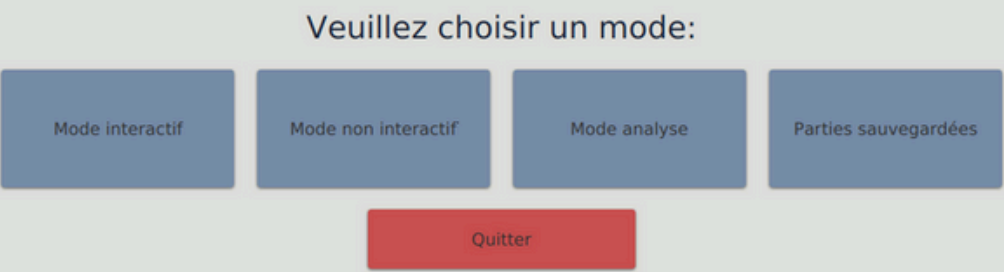 Veuillez choisir un mode:
Mode interactif
Mode non interactif
Mode analyse
Parties sauvegardées
Quitter